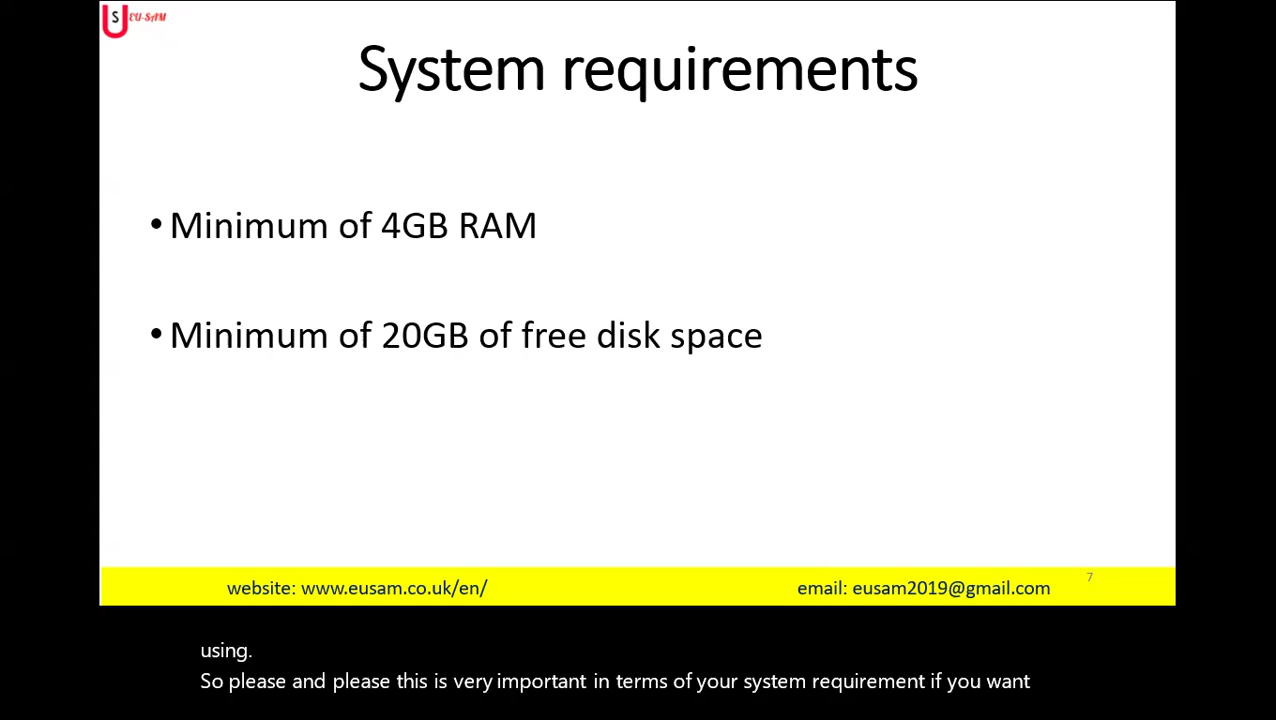 S
EU-SAM
System requirements
• Minimum of 4GB RAM
• Minimum of 20GB of free disk space
website: www.eusam.co.uk/en/
email: eusam2019@gmail.com
7
using.
So please and please this is very important in terms of your system requirement if you want